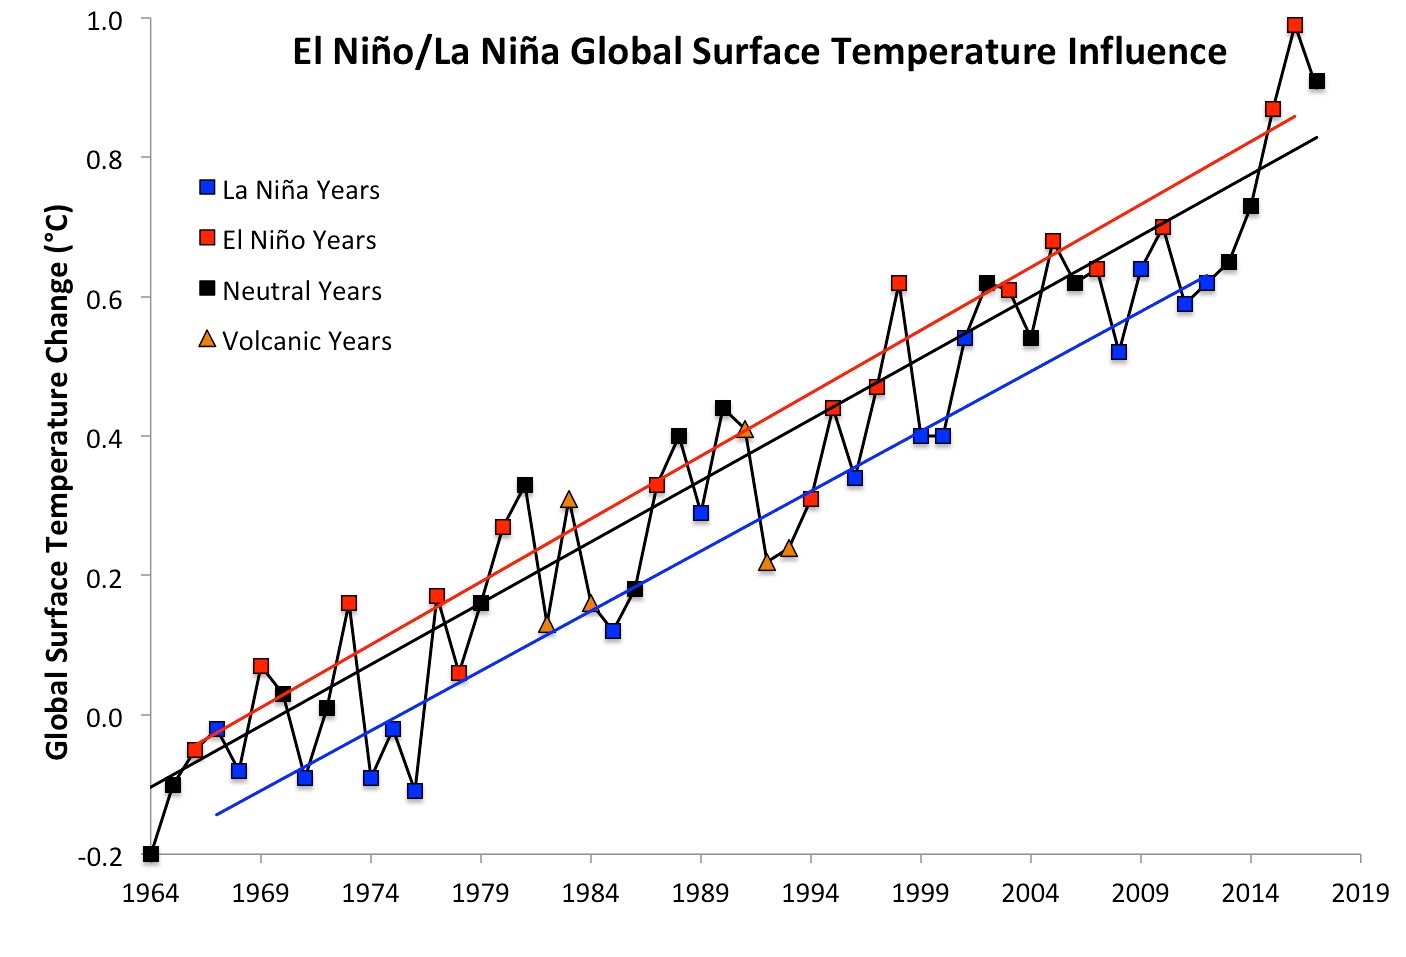 El Niño/La Niña Global Surface Temperature Influence
Global Surface Temperature Change (°C)
1.0
0.8
0.6
0.4
0.2
0.0
-0.2
La Niña Years
El Niño Years
Neutral Years
Volcanic Years
1964 1969 1974 1979 1984 1989 1994 1999 2004 2009 2014 2019